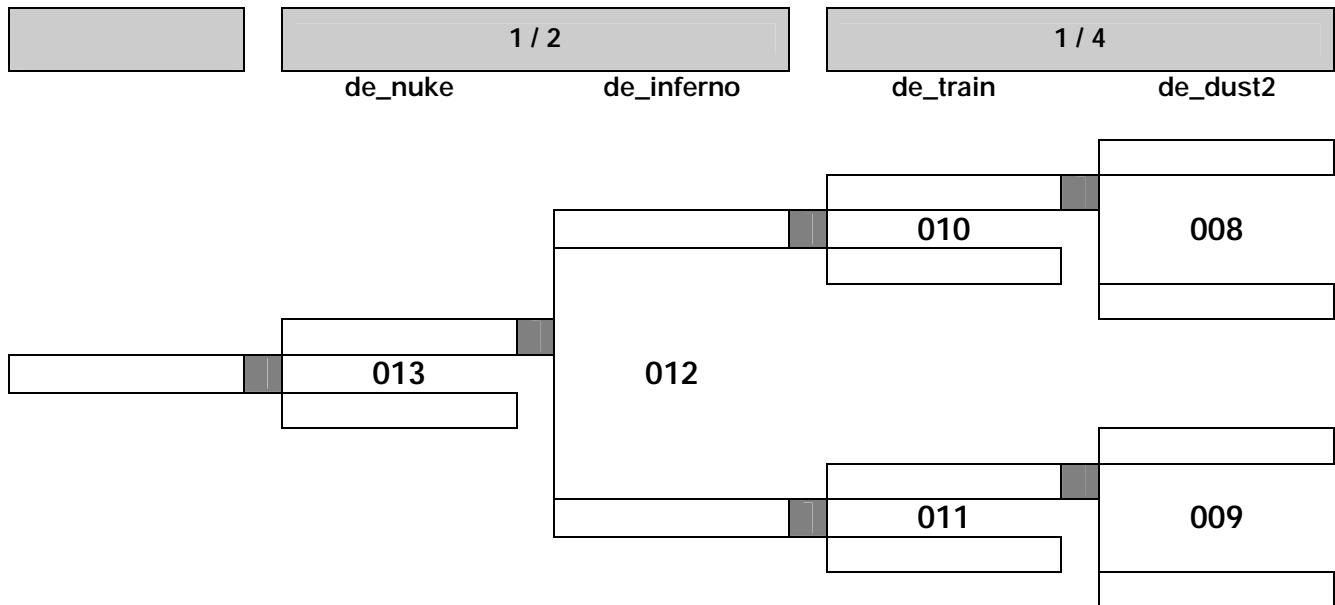 1 / 2 1 / 4
de_nuke de_inferno de_train de_dust2
010 008
013 012
011 009